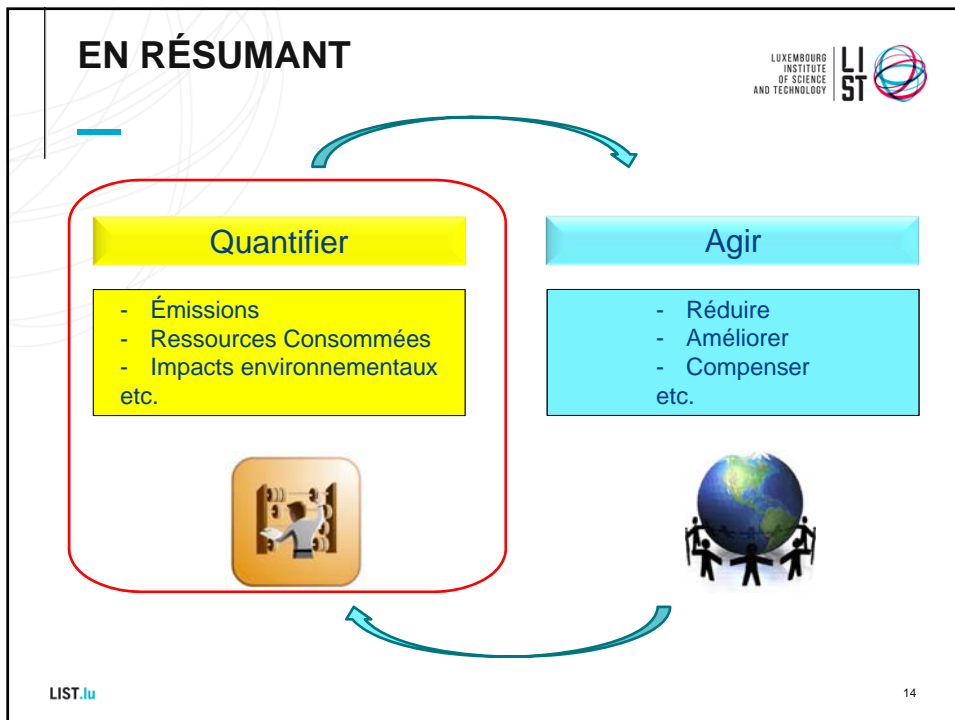 EN RÉSUMANT
LUXEMBOURG
INSTITUTE
OF SCIENCE
AND TECHNOLOGY
LI
ST
Quantifier
- Émissions
- Ressources Consommées
- Impacts environnementaux
etc.
Agir
- Réduire
- Améliorer
- Compenser
etc.
LIST.lu
14